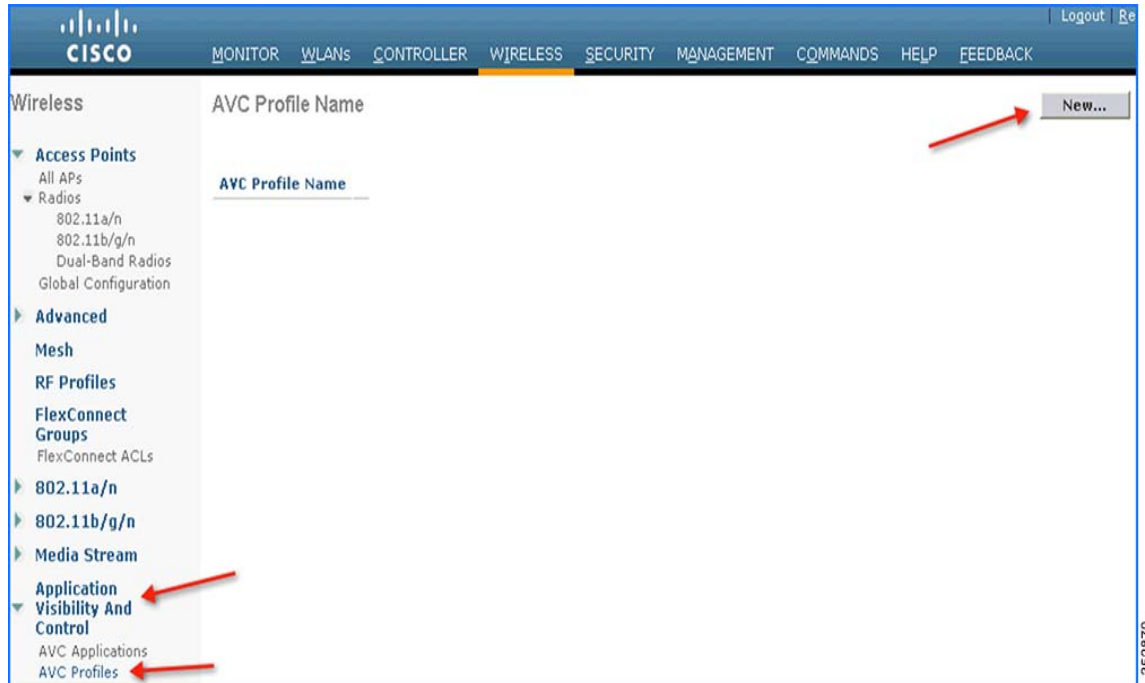 Logout | Re
CISCO
MONITOR WLANs CONTROLLER WIRELESS SECURITY MANAGEMENT COMMANDS HELP FEEDBACK
Wireless
Access Points
All APs
Radios
802.11a/n
802.11b/g/n
Dual-Band Radios
Global Configuration
Advanced
Mesh
RF Profiles
FlexConnect
Groups
FlexConnect ACLs
802.11a/n
802.11b/g/n
Media Stream
Application
Visibility And
Control
AVC Applications
AVC Profiles
AVC Profile Name
New...
AVC Profile Name